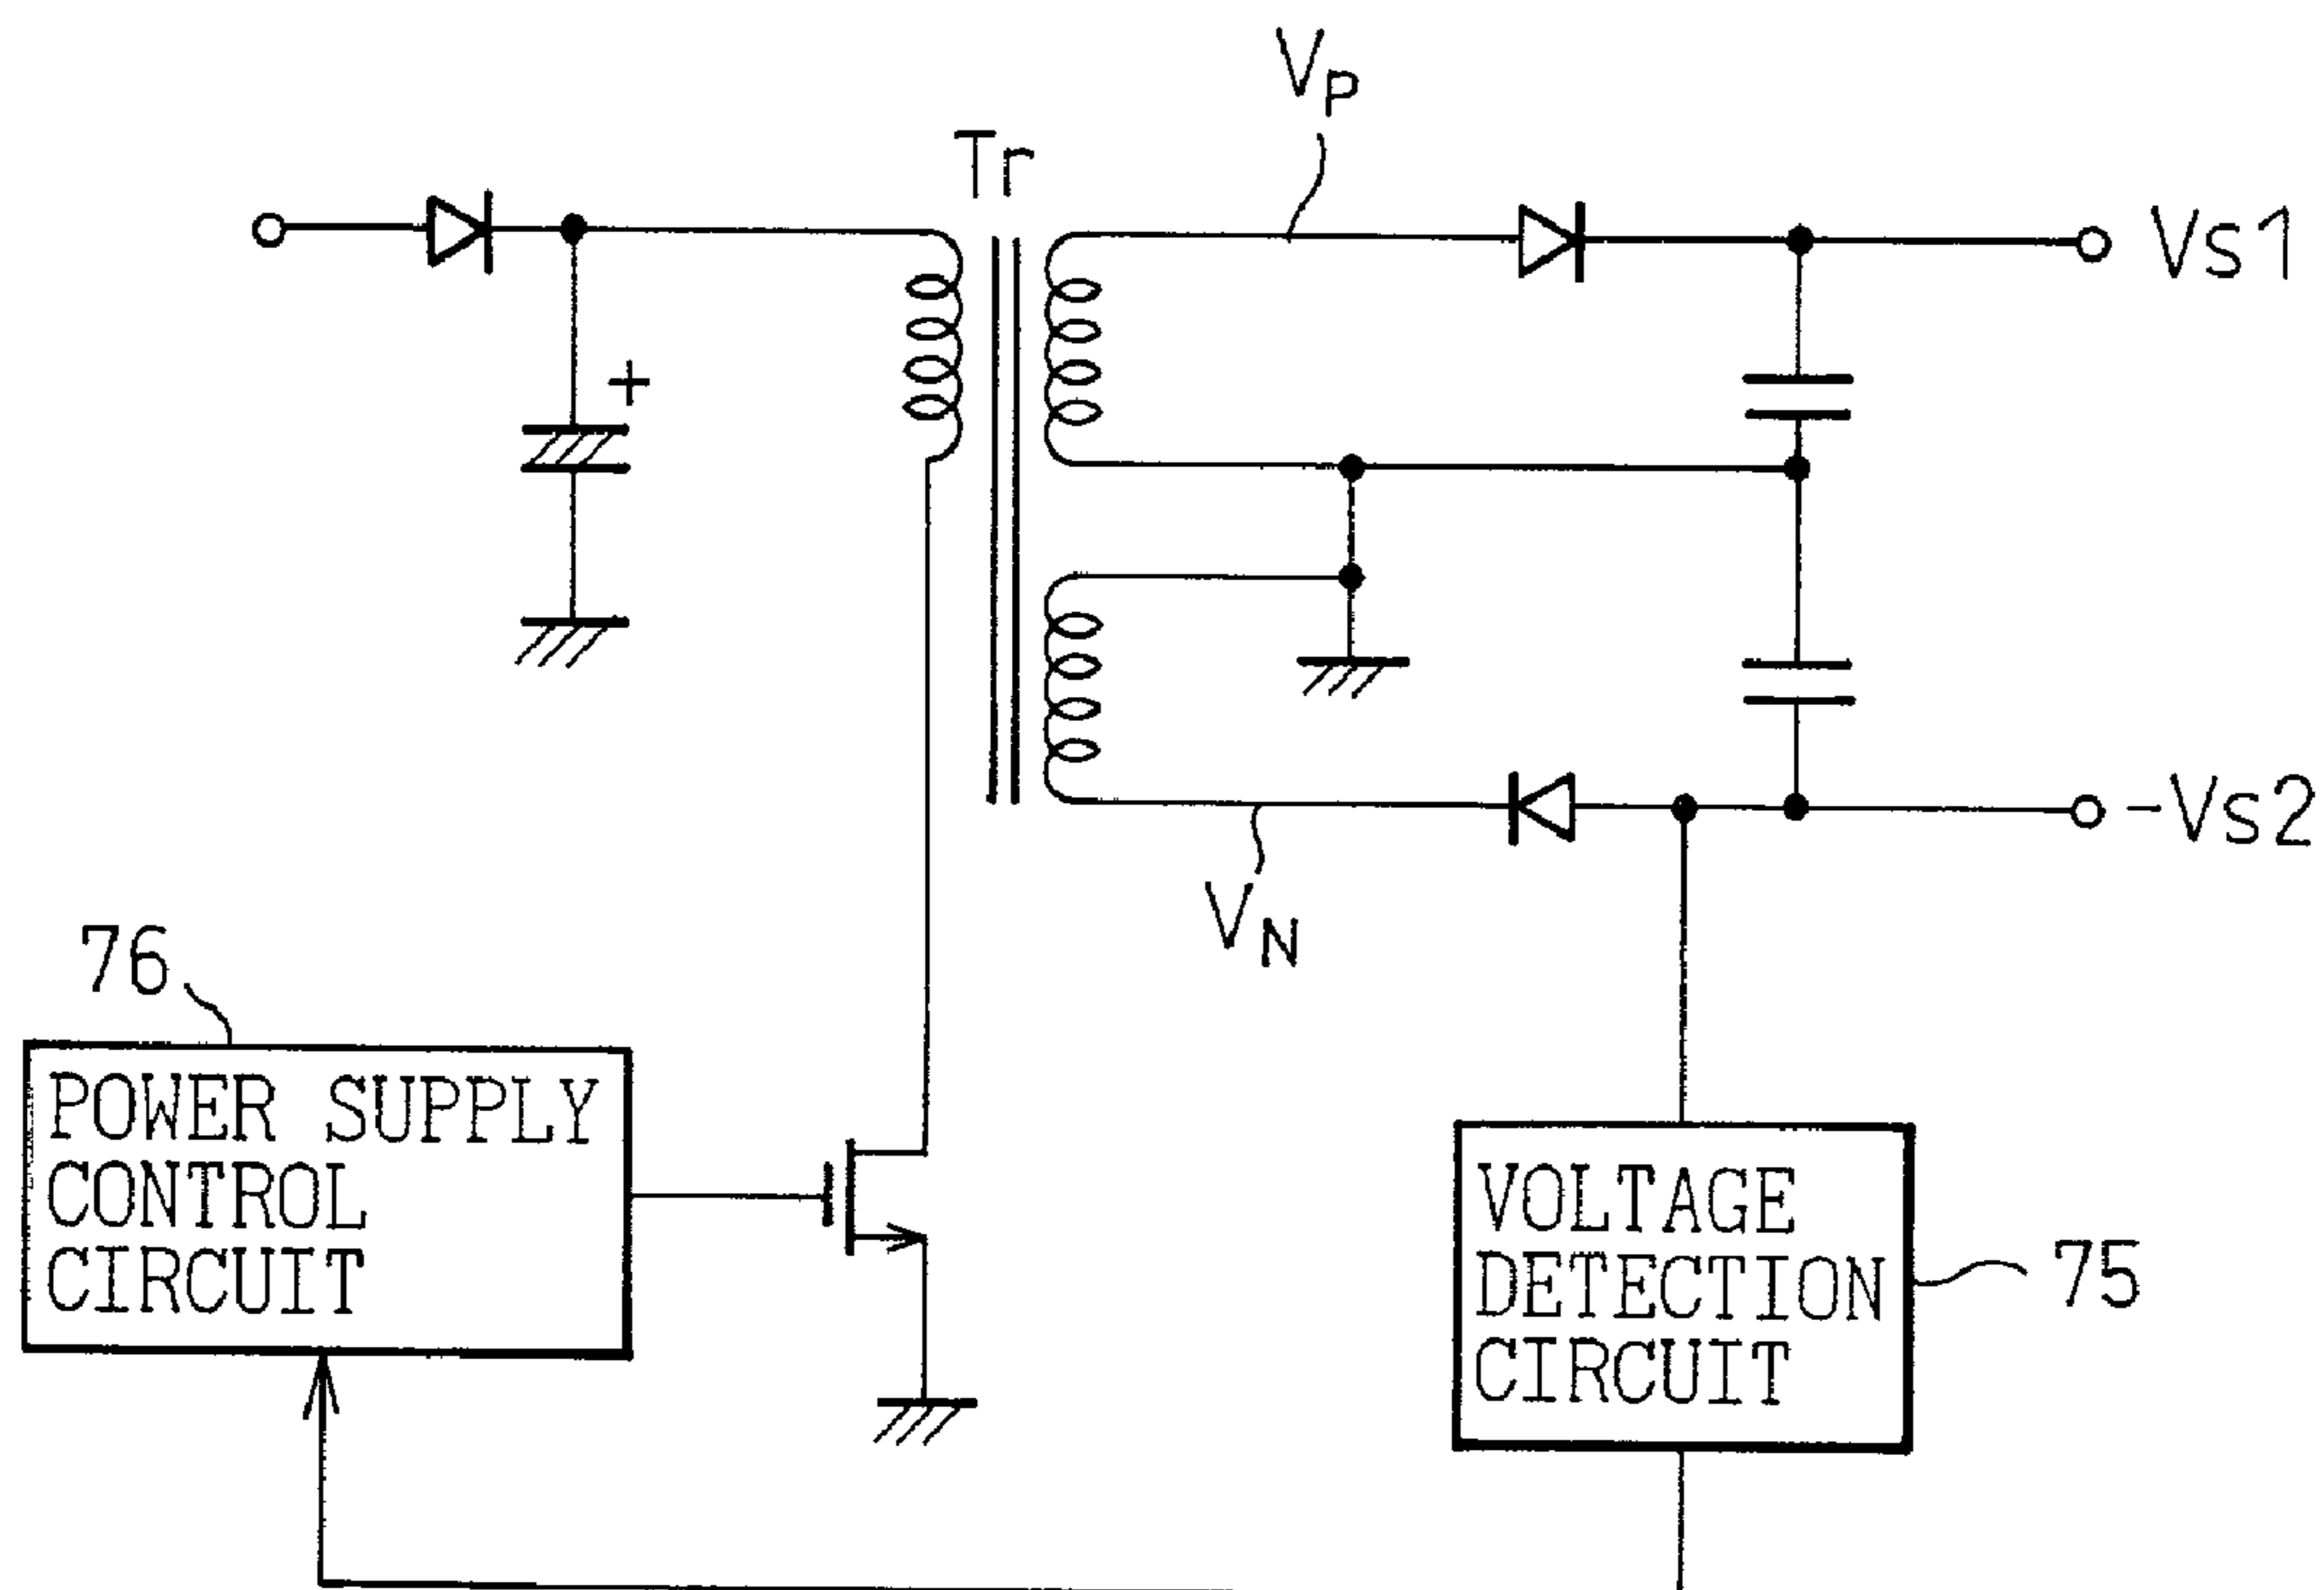 VP
Tr
Vs1
+
-Vs2
VN
76
POWER SUPPLY
CONTROL
CIRCUIT
VOLTAGE
DETECTION
CIRCUIT
75